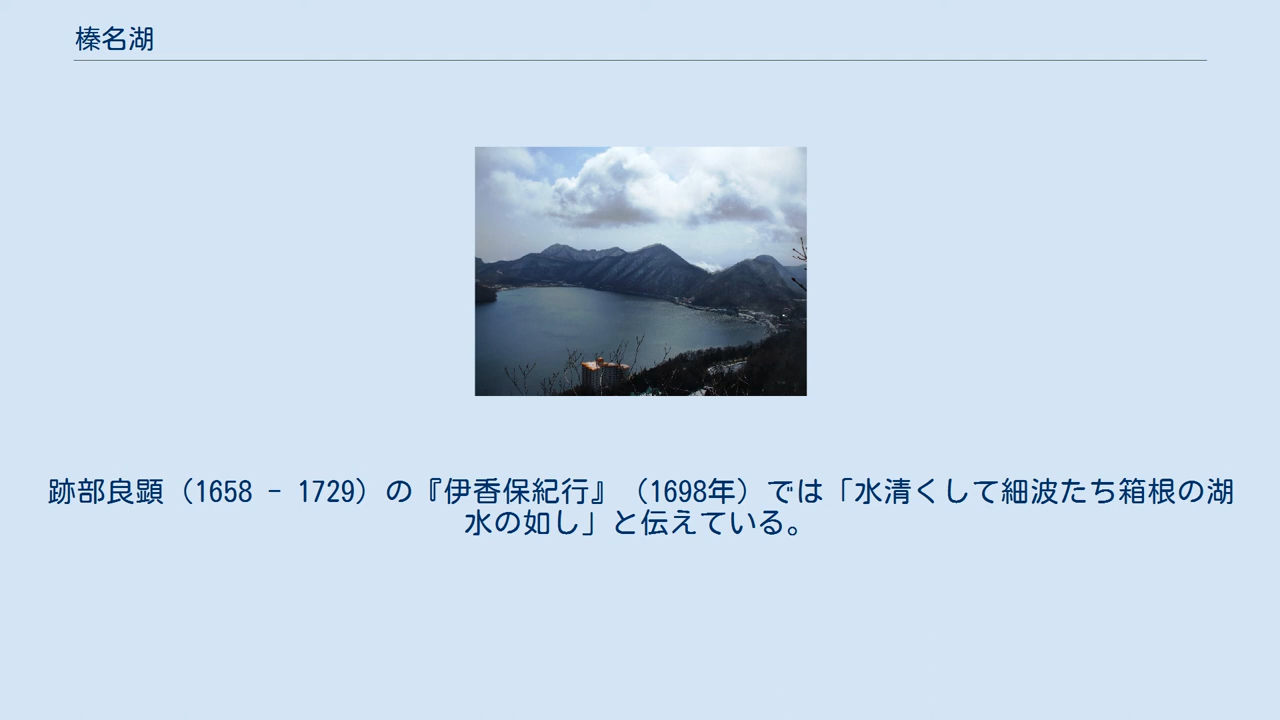 榛名湖
跡部良顕（1658 - 1729）の『伊香保紀行』（1698年）では「水清くして細波たち箱根の湖
水の如し」と伝えている。